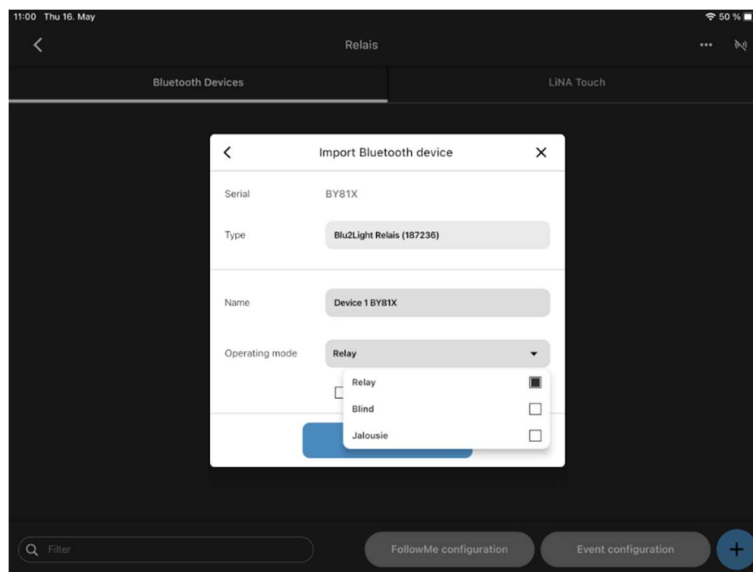 11:00 Thu 16. May 50 %
Relais
Bluetooth Devices LiNA Touch
Import Bluetooth device
Serial BY81X
Type Blu2Light Relais (187236)
Name Device 1 BY81X
Operating mode Relay
Relay
Blind
Jalousie
Filter FollowMe configuration Event configuration